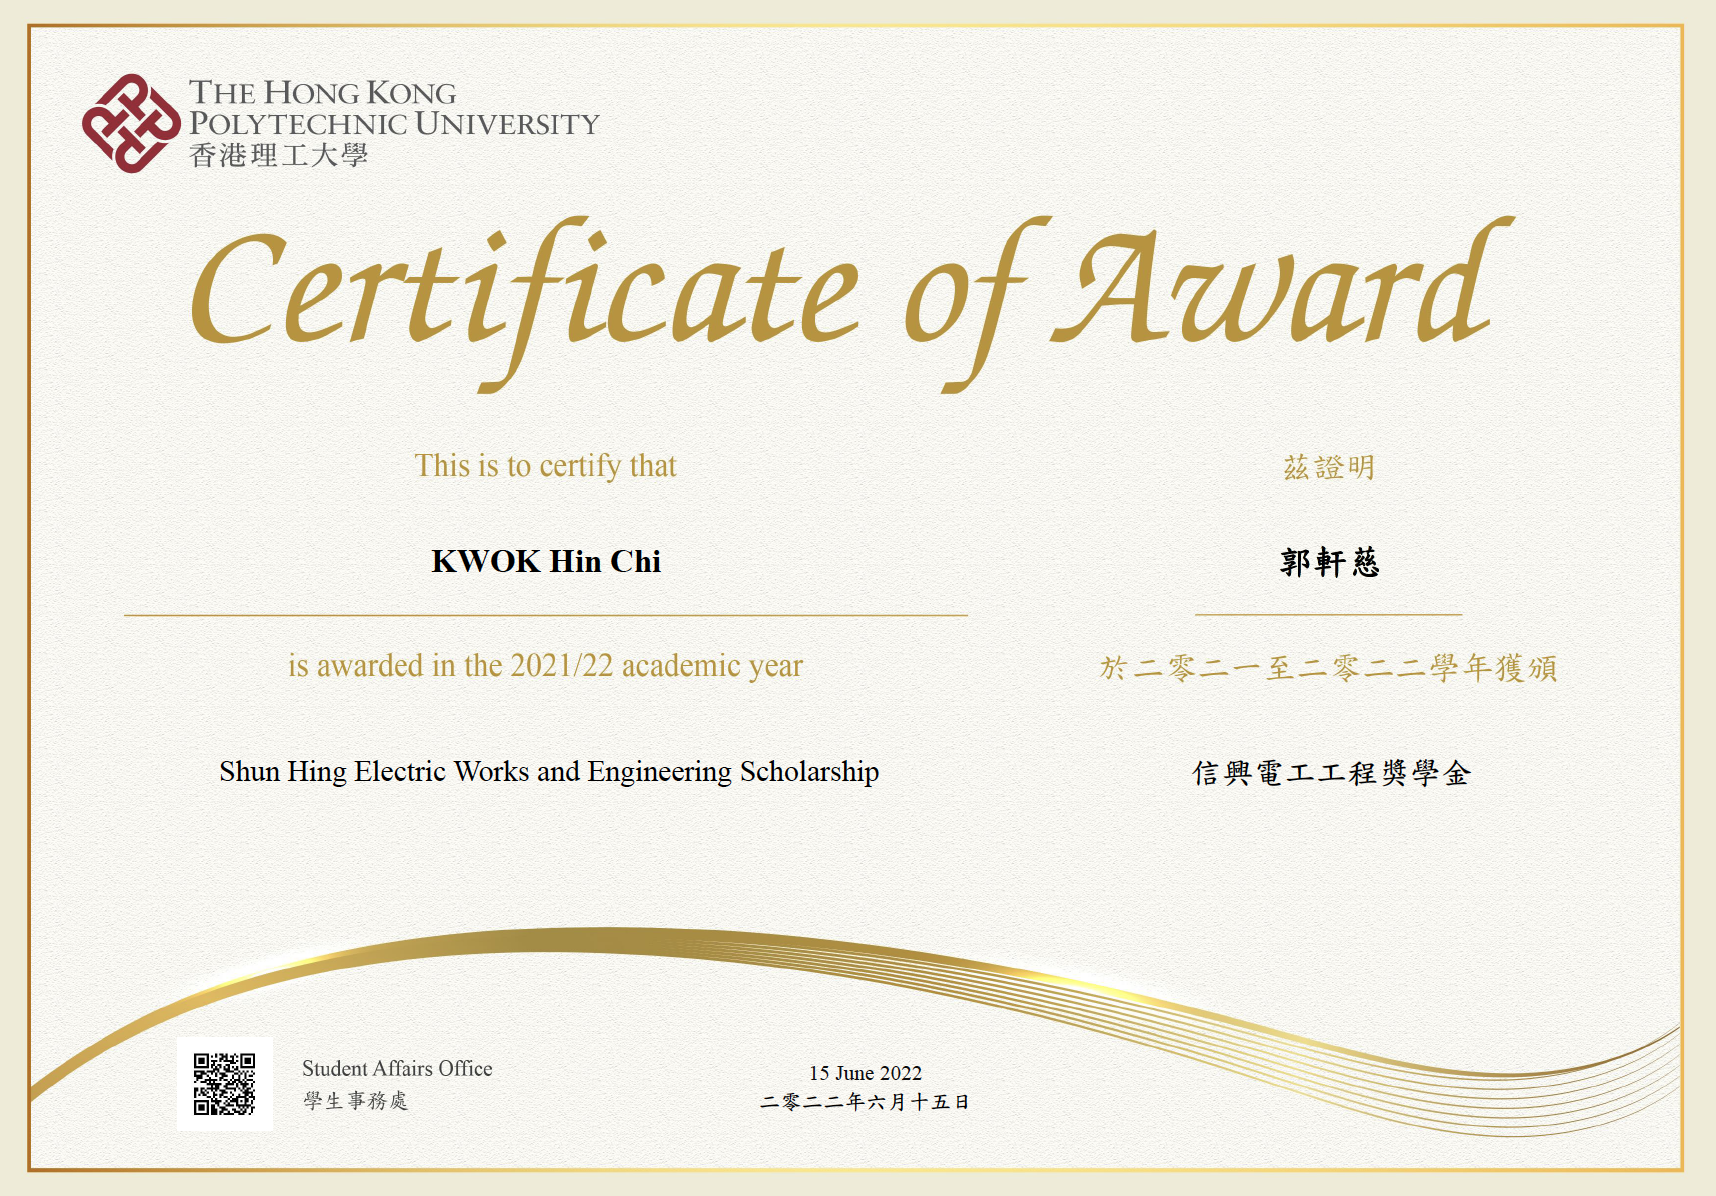 THE HONG KONG
POLYTECHNIC UNIVERSITY
香港理工大學
Certificate of Award
This is to certify that
KWOK Hin Chi
is awarded in the 2021/22 academic year
Shun Hing Electric Works and Engineering Scholarship
茲證明
郭軒慈
於二零二一至二零二二學年獲頒
信興電工工程獎學金
Student Affairs Office
學生事務處
15 June 2022
二零二二年六月十五日